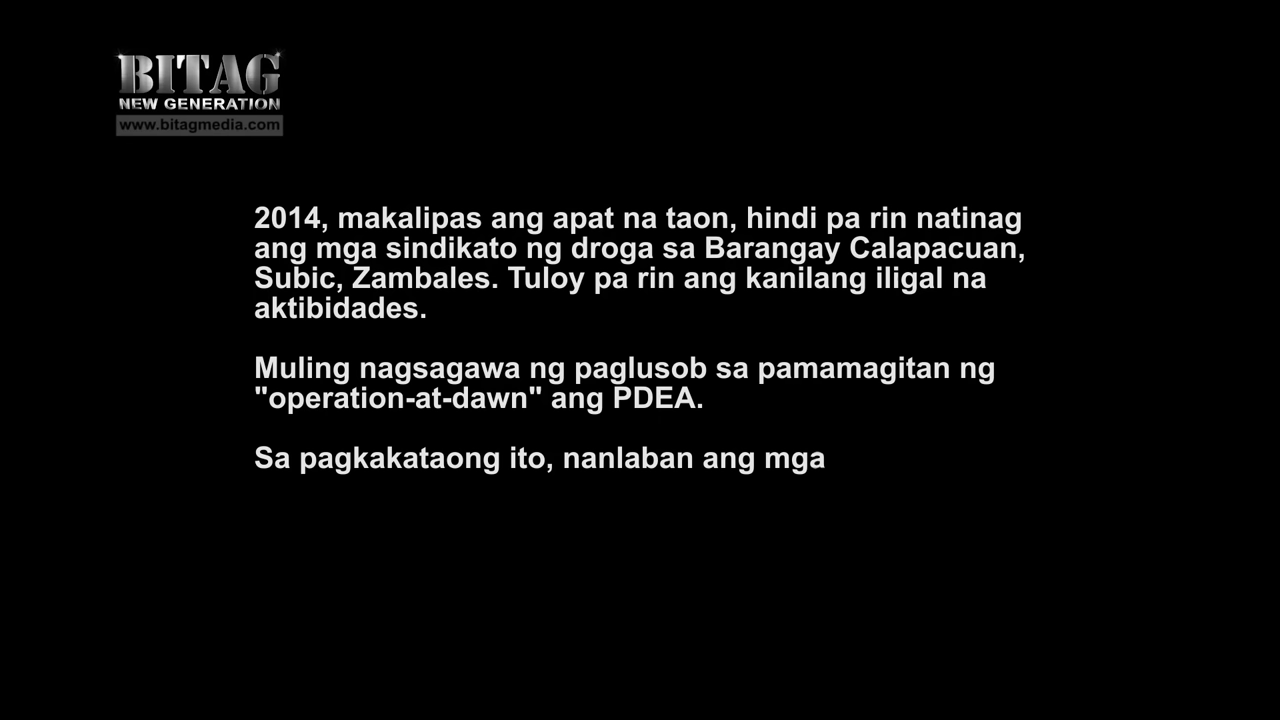 BITAG
NEW GENERATION
www.bitagmedia.com
2014, makalipas ang apat na taon, hindi pa rin natinag
ang mga sindikato ng droga sa Barangay Calapacuan,
Subic, Zambales. Tuloy pa rin ang kanilang iligal na
aktibidades.
Muling nagsagawa ng paglusob sa pamamagitan ng
"operation-at-dawn" ang PDEA.
Sa pagkakataong ito, nanlaban ang mga